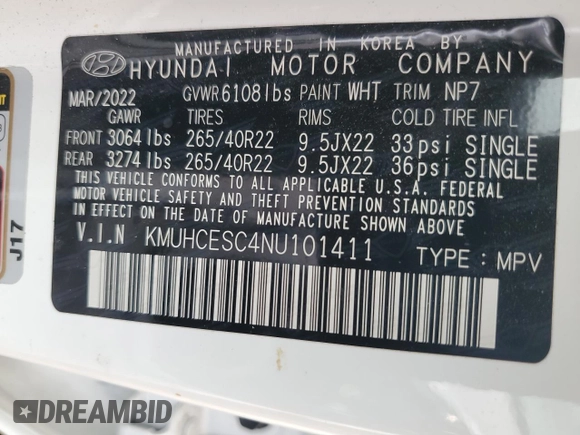 MANUFACTURED IN KOREA BY
HYUNDAI MOTOR COMPANY
MAR/2022 GVWR6108lbs PAINT WHT TRIM NP7
GAWR TIRES RIMS COLD TIRE INFL
FRONT 3064lbs 265/40R22 9.5JX22 33psi SINGLE
REAR 3274lbs 265/40R22 9.5JX22 36psi SINGLE
THIS VEHICLE CONFORMS TO ALL APPLICABLE U.S.A. FEDERAL
MOTOR VEHICLE SAFETY AND THEFT PREVENTION STANDARDS
IN EFFECT ON THE DATE OF MANUFACTURE SHOWN ABOVE.
V.I.N KMUHCESC4NU101411 TYPE : MPV
J17
DREAMBID